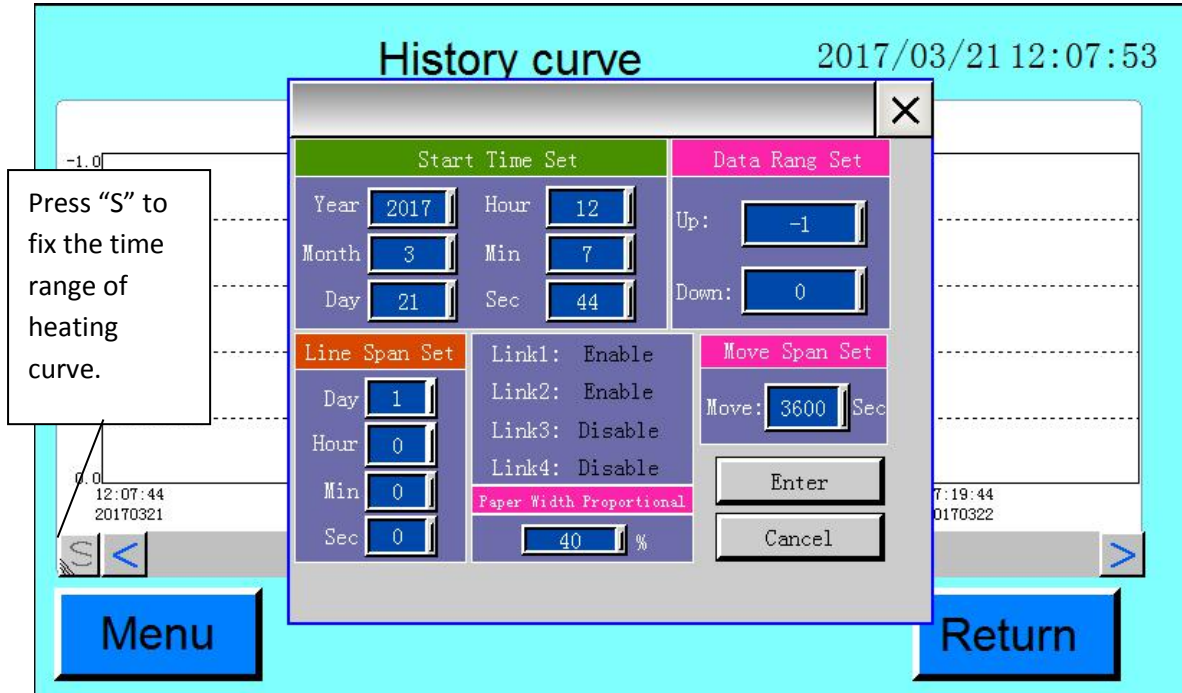 History curve
2017/03/21 12:07:53
-1.0
Press “S” to
fix the time
range of
heating
curve.
Start Time Set
Year 2017 Hour 12
Month 3 Min 7
Day 21 Sec 44
Data Rang Set
Up: -1
Down: 0
Line Span Set
Day 1
Hour 0
Min 0
Sec 0
Link1: Enable
Link2: Enable
Link3: Disable
Link4: Disable
Paper Width Proportional
40 %
Move Span Set
Move: 3600 Sec
Enter
Cancel
0.0
12:07:44
20170321
7:19:44
0170322
S <
>
Menu
Return